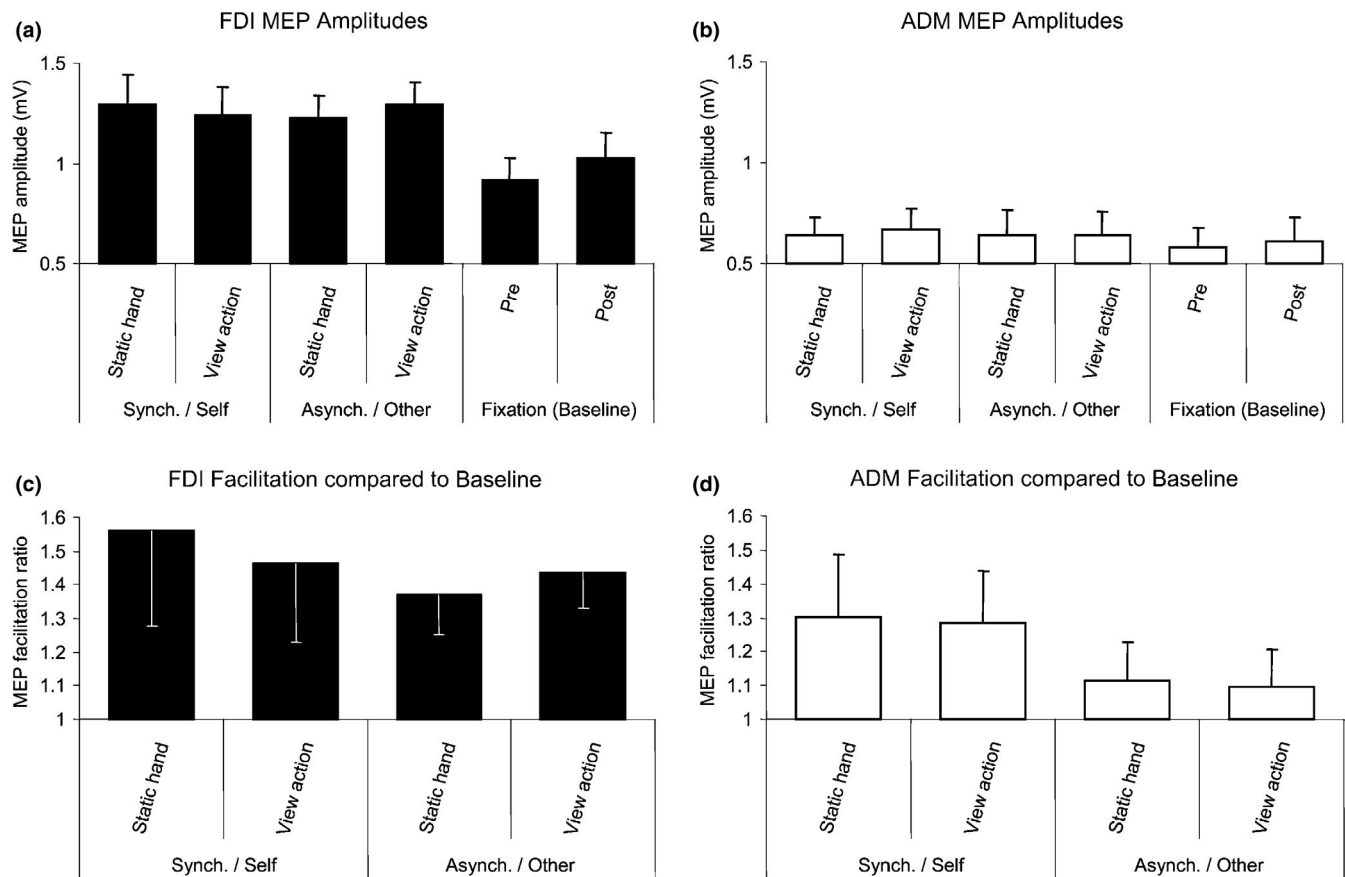 (a)
FDI MEP Amplitudes
MEP amplitude (mV)
1.5
1
0.5
Static hand
View action
Static hand
View action
Pre
Post
Synch. / Self
Asynch. / Other
Fixation (Baseline)
(b)
ADM MEP Amplitudes
MEP amplitude (mV)
1.5
1
0.5
Static hand
View action
Static hand
View action
Pre
Post
Synch. / Self
Asynch. / Other
Fixation (Baseline)
(c)
FDI Facilitation compared to Baseline
MEP facilitation ratio
1.6
1.5
1.4
1.3
1.2
1.1
1
Static hand
View action
Static hand
View action
Synch. / Self
Asynch. / Other
(d)
ADM Facilitation compared to Baseline
MEP facilitation ratio
1.6
1.5
1.4
1.3
1.2
1.1
1
Static hand
View action
Static hand
View action
Synch. / Self
Asynch. / Other